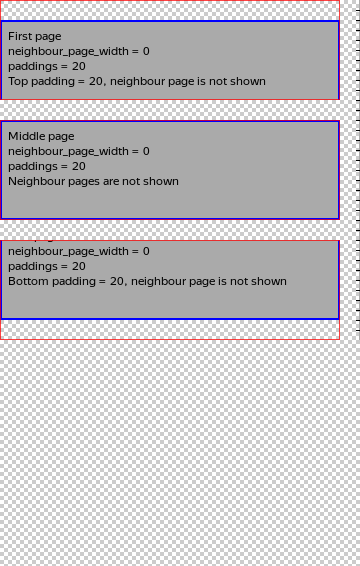 First page
neighbour_page_width = 0
paddings = 20
Top padding = 20, neighbour page is not shown
Middle page
neighbour_page_width = 0
paddings = 20
Neighbour pages are not shown
neighbour_page_width = 0
paddings = 20
Bottom padding = 20, neighbour page is not shown